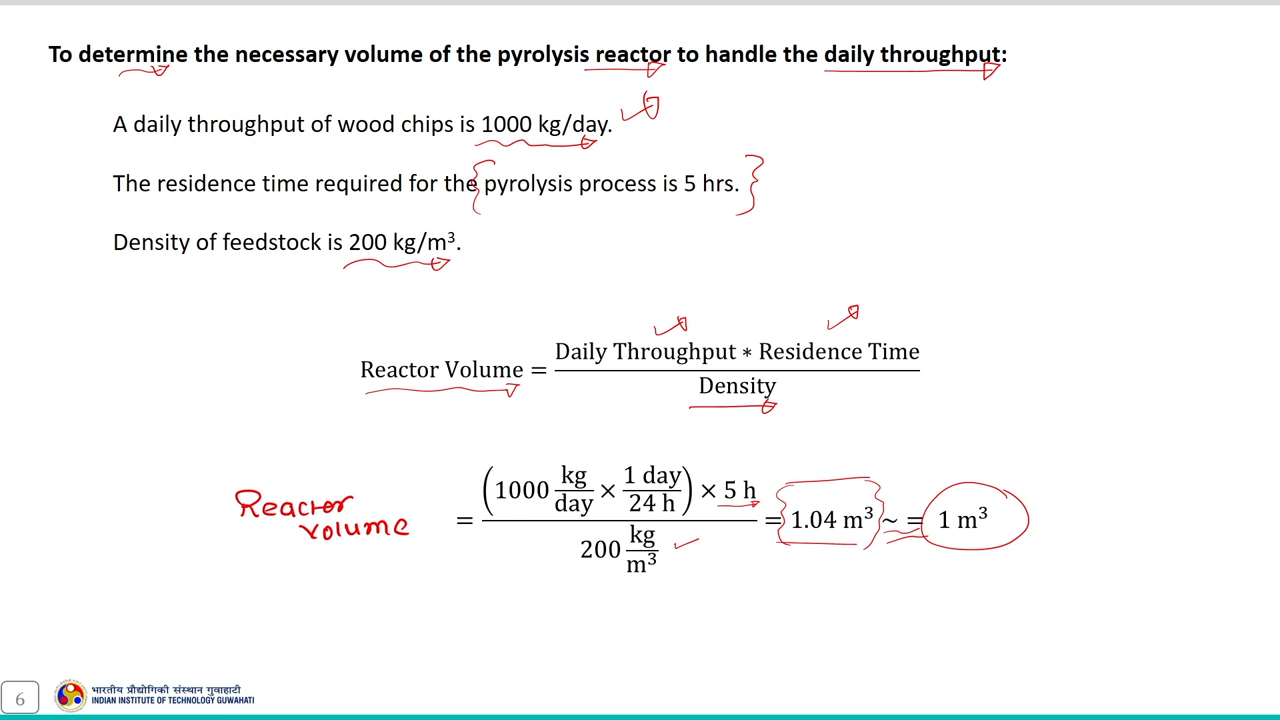 To determine the necessary volume of the pyrolysis reactor to handle the daily throughput:
A daily throughput of wood chips is 1000 kg/day.
The residence time required for the pyrolysis process is 5 hrs.
Density of feedstock is 200 kg/m³.
Reactor Volume = (Daily Throughput ∗ Residence Time) / Density
Reactor volume = ((1000 kg/day × 1 day/24 h) × 5 h) / (200 kg/m³) = 1.04 m³ ~ = 1 m³
6
भारतीय प्रौद्योगिकी संस्थान गुवाहाटी
INDIAN INSTITUTE OF TECHNOLOGY GUWAHATI